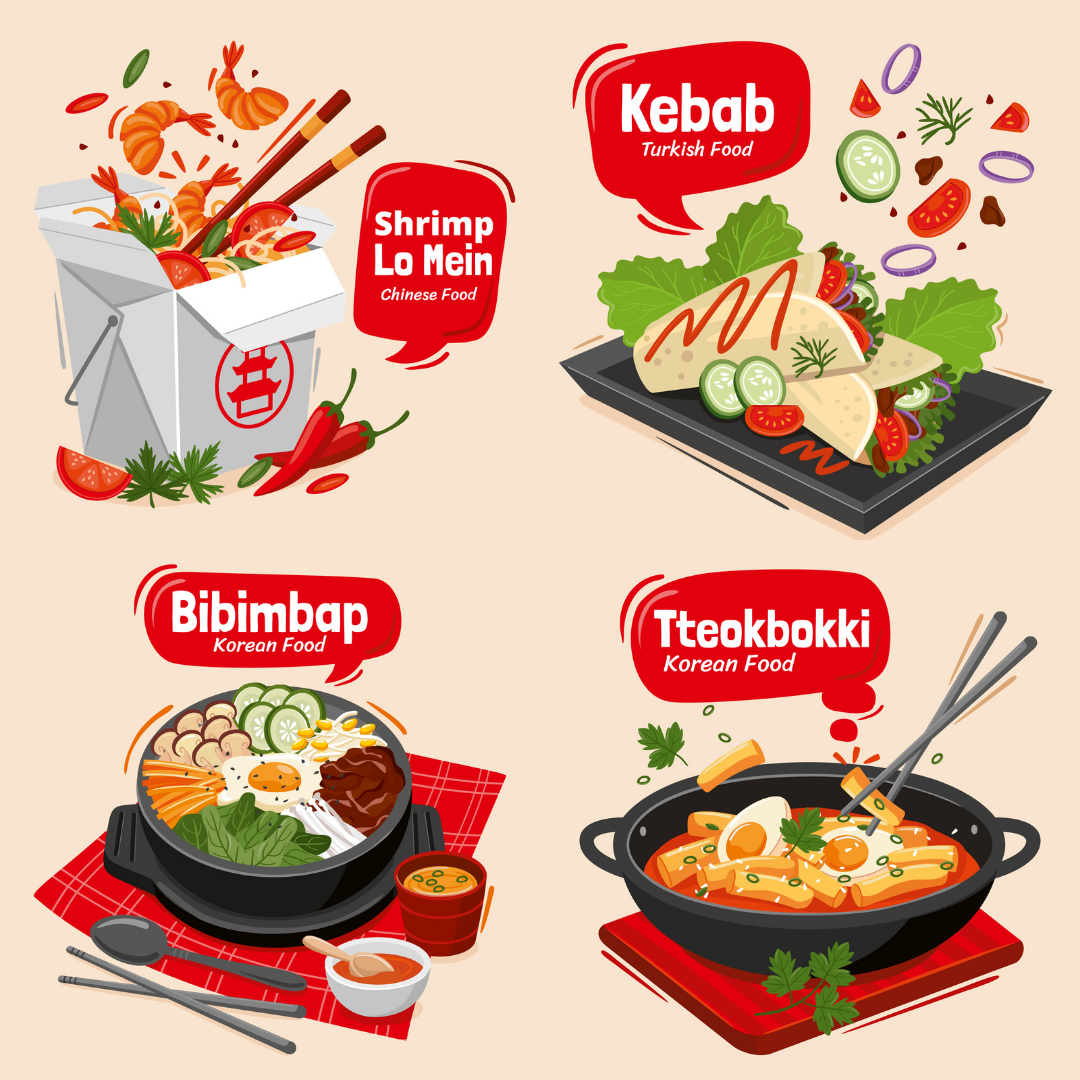 Shrimp
Lo Mein
Chinese Food
Kebab
Turkish Food
Bibimbap
Korean Food
Tteokbokki
Korean Food